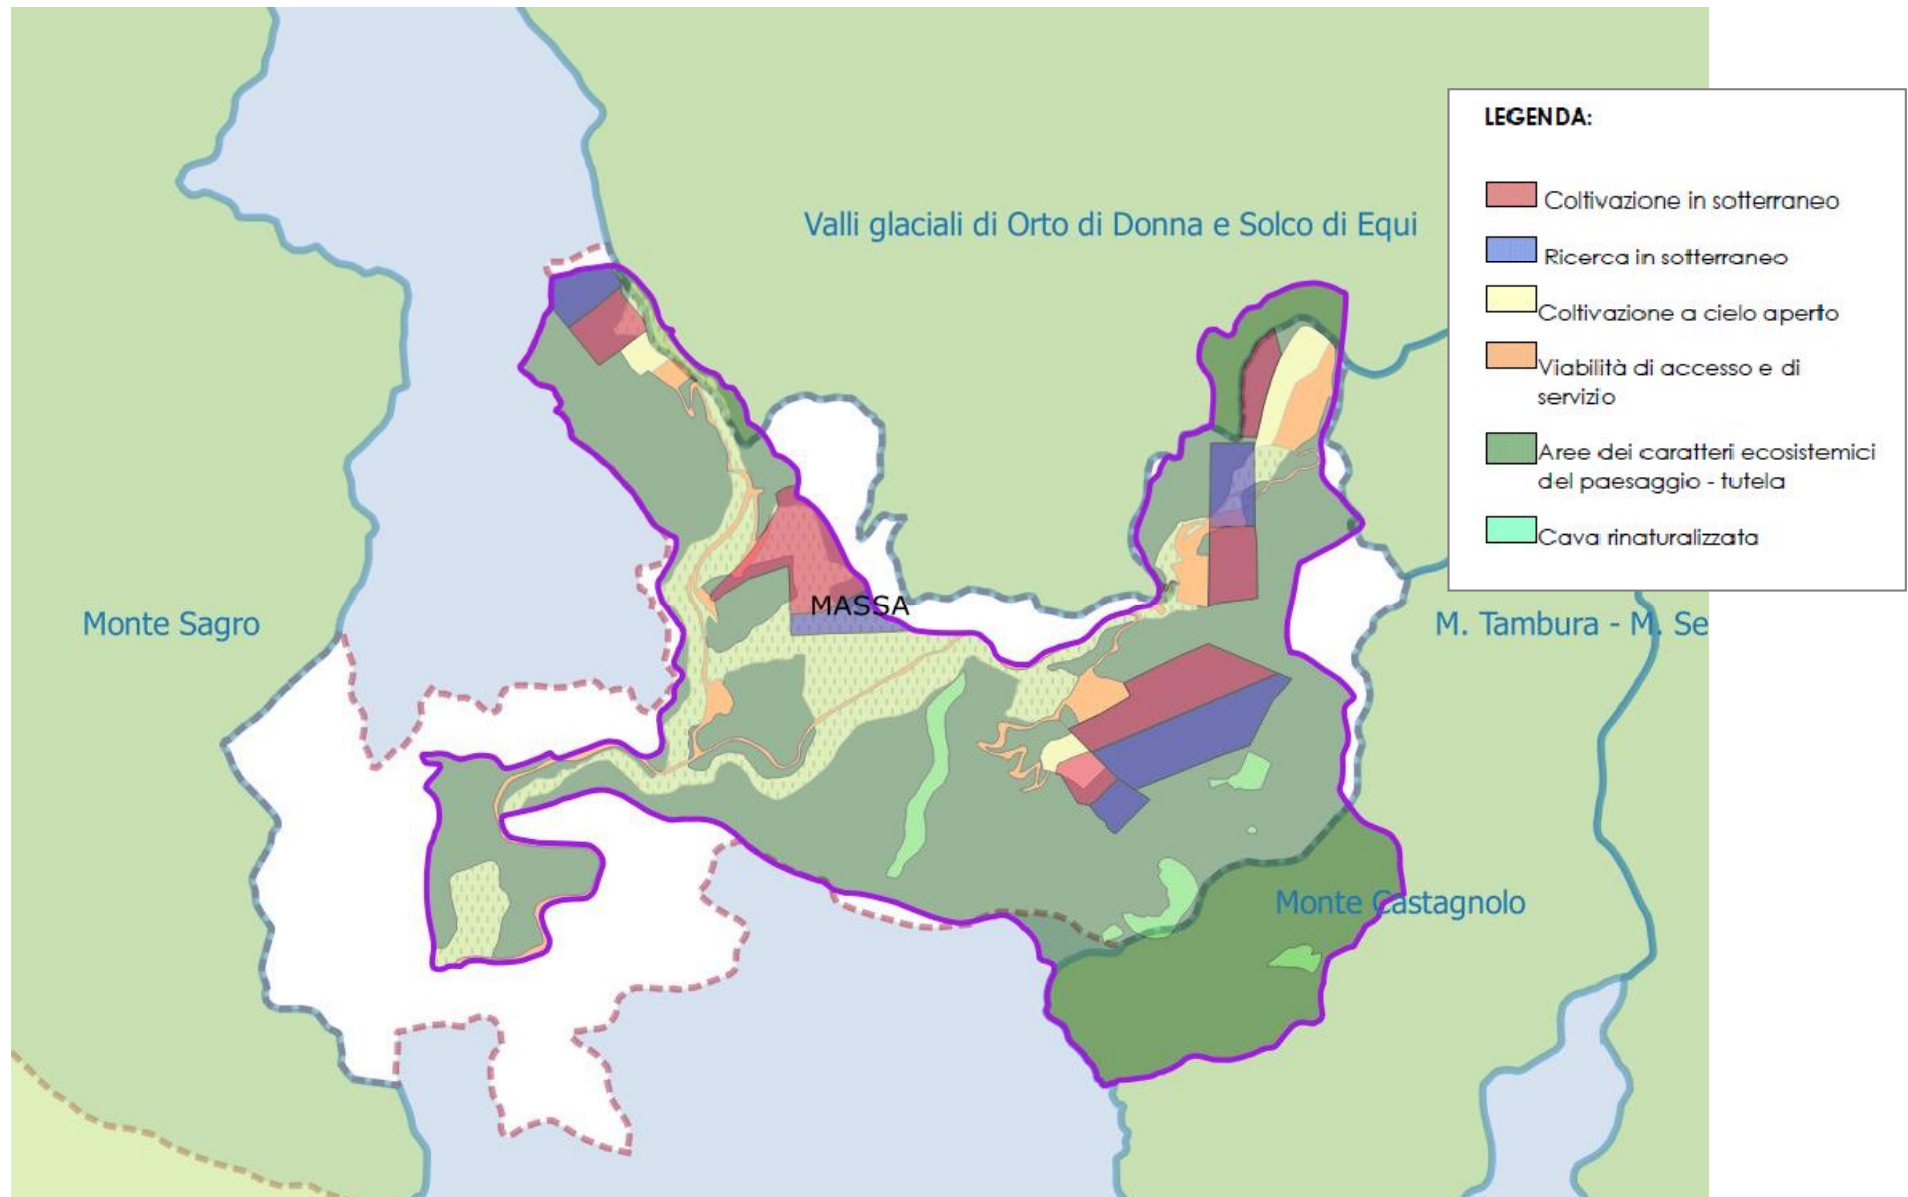 LEGENDA:
Coltivazione in sotterraneo
Ricerca in sotterraneo
Coltivazione a cielo aperto
Viabilità di accesso e di
servizio
Aree dei caratteri ecosistemici
del paesaggio - tutela
Cava rinaturalizzata
Valli glaciali di Orto di Donna e Solco di Equi
MASSA
Monte Sagro
M. Tambura - M. Se
Monte Castagnolo